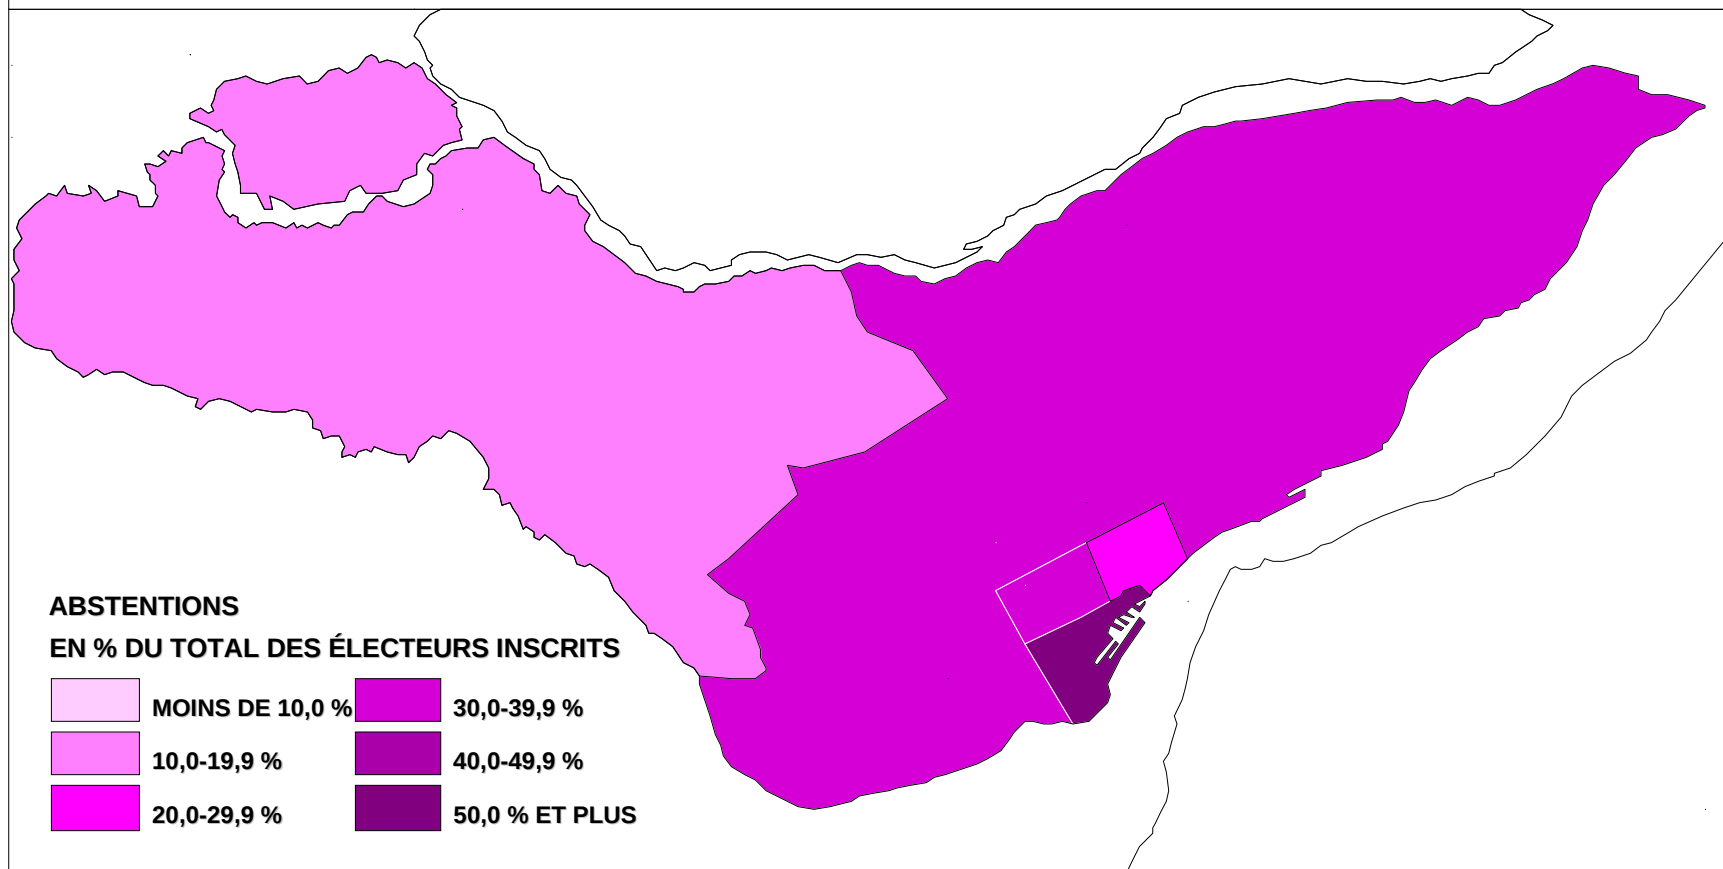 ABSTENTIONS
EN % DU TOTAL DES ÉLECTEURS INSCRITS
MOINS DE 10,0 %
10,0-19,9 %
20,0-29,9 %
30,0-39,9 %
40,0-49,9 %
50,0 % ET PLUS